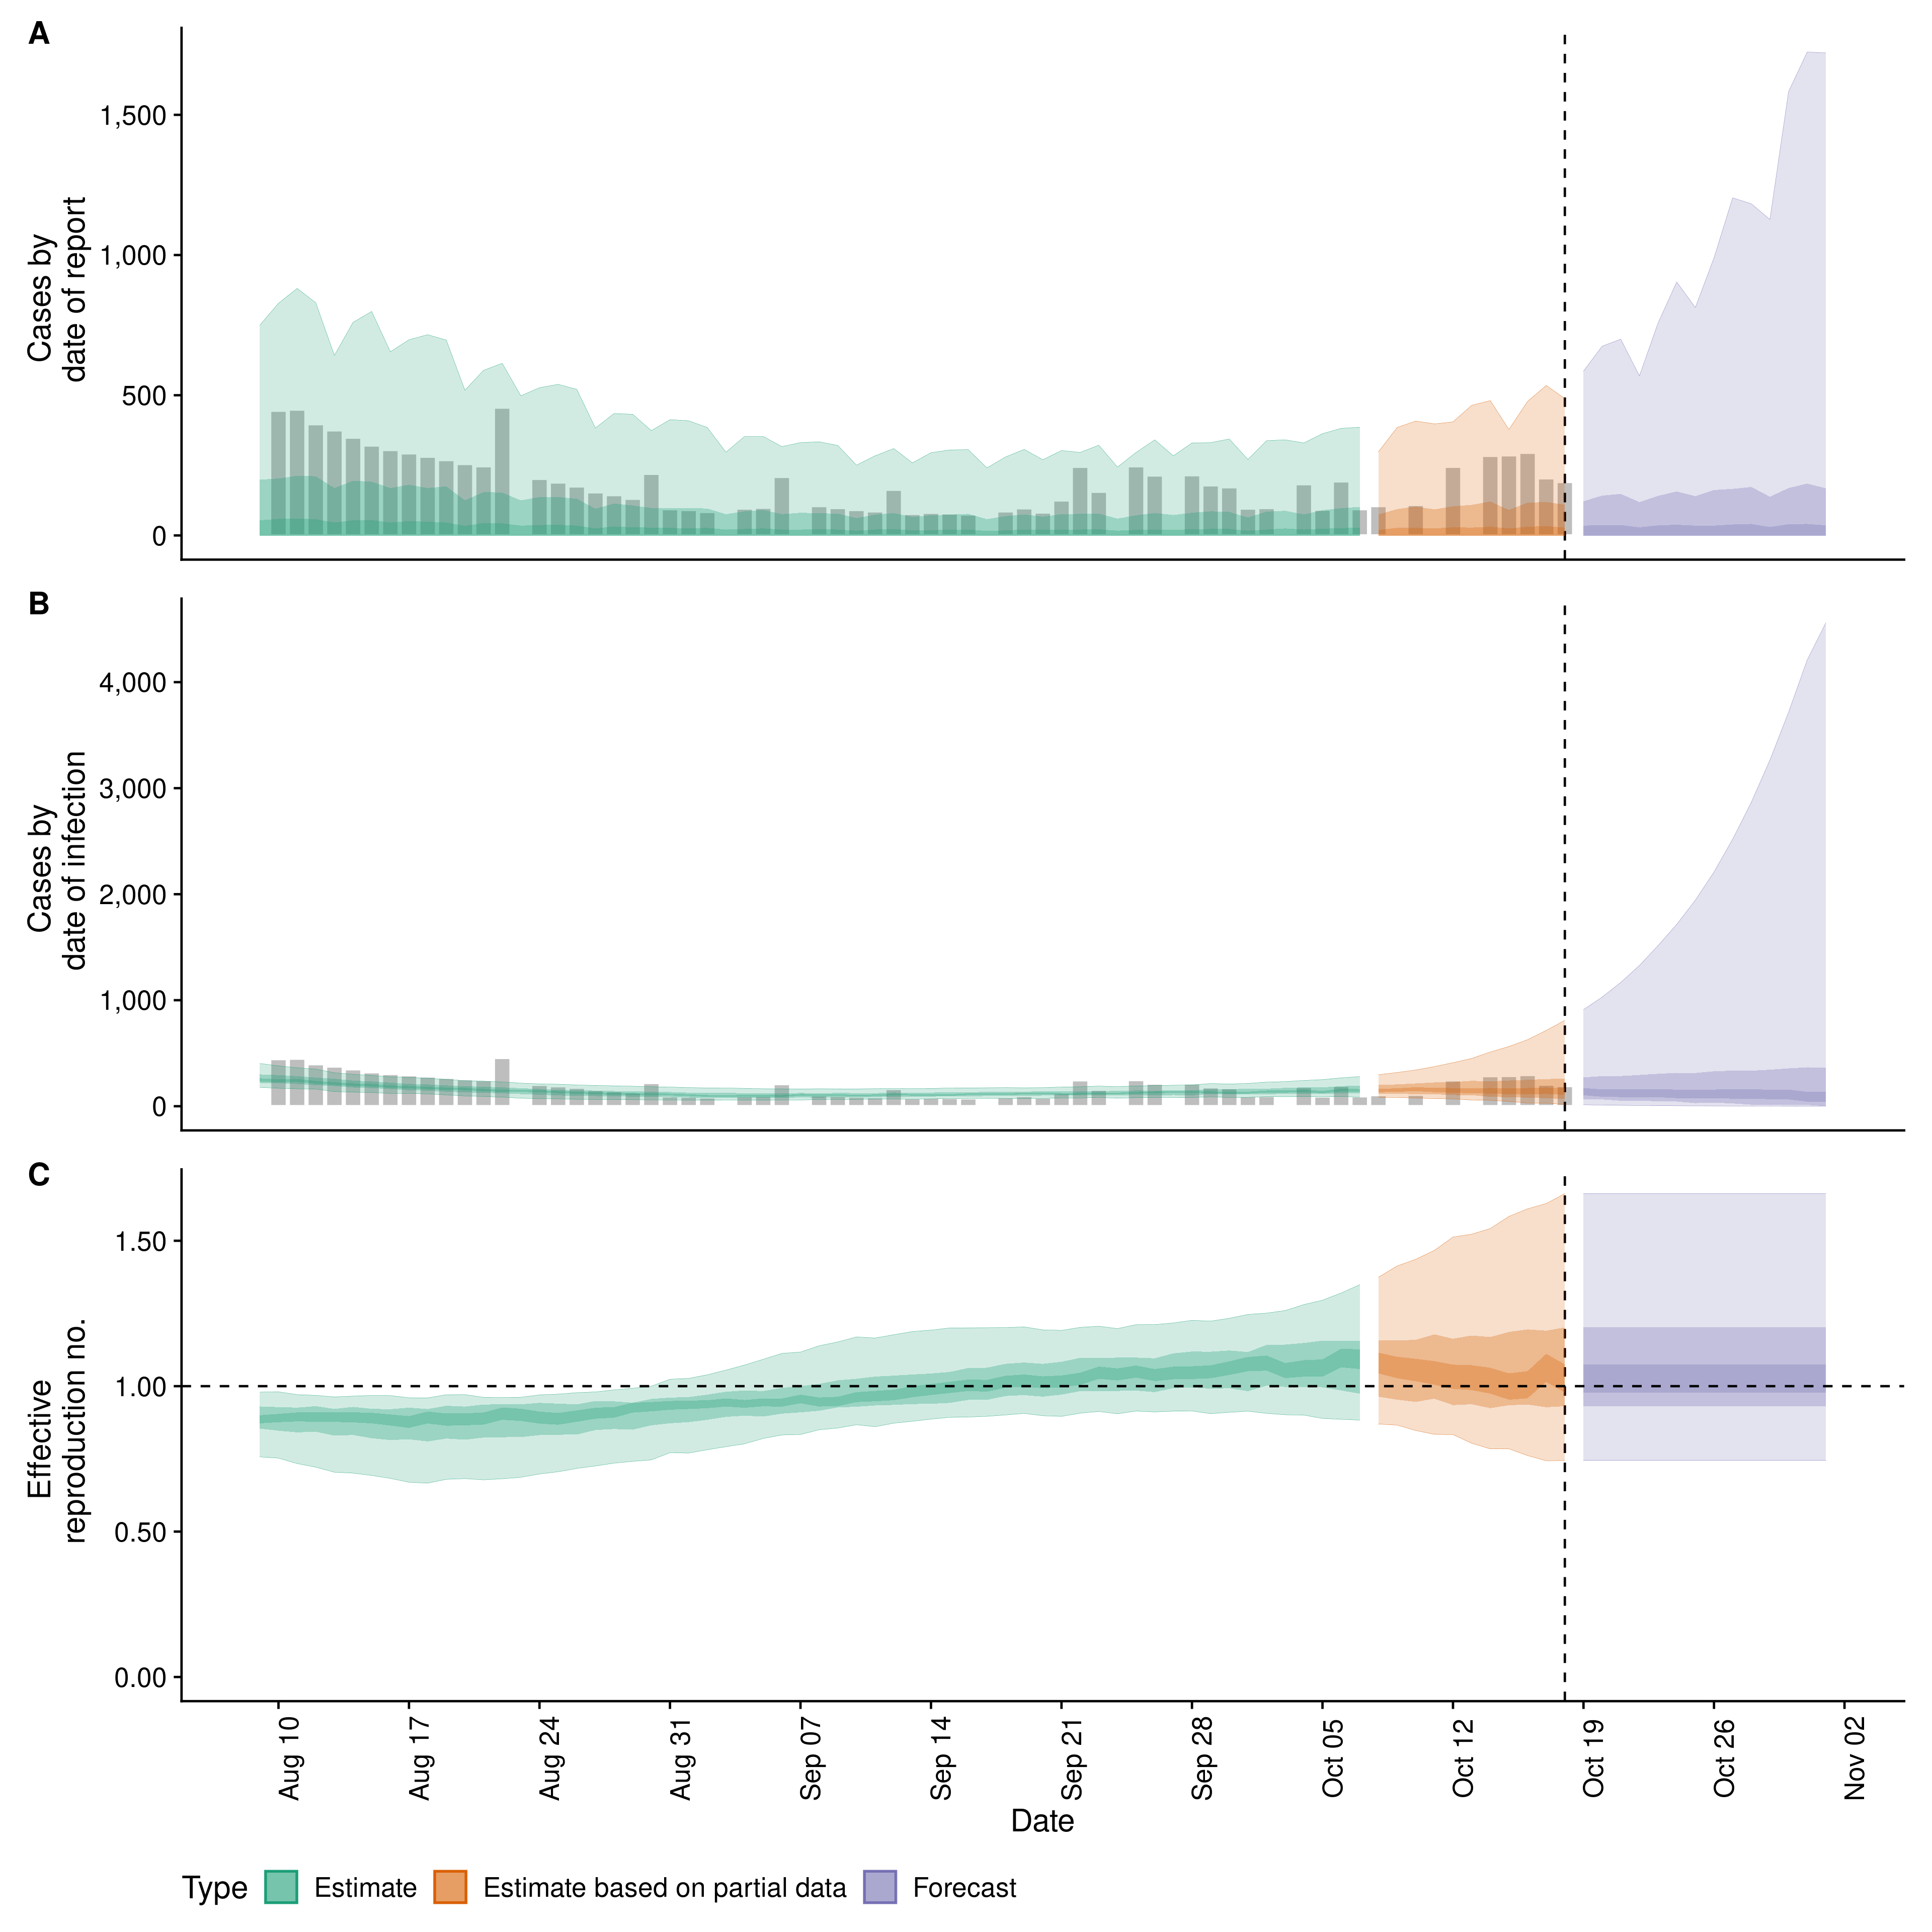 A
Cases by
date of report
1,500
1,000
500
0
B
Cases by
date of infection
4,000
3,000
2,000
1,000
0
C
Effective
reproduction no.
1.50
1.00
0.50
0.00
Aug 10
Aug 17
Aug 24
Aug 31
Sep 07
Sep 14
Sep 21
Sep 28
Oct 05
Oct 12
Oct 19
Oct 26
Nov 02
Date
Type Estimate Estimate based on partial data Forecast